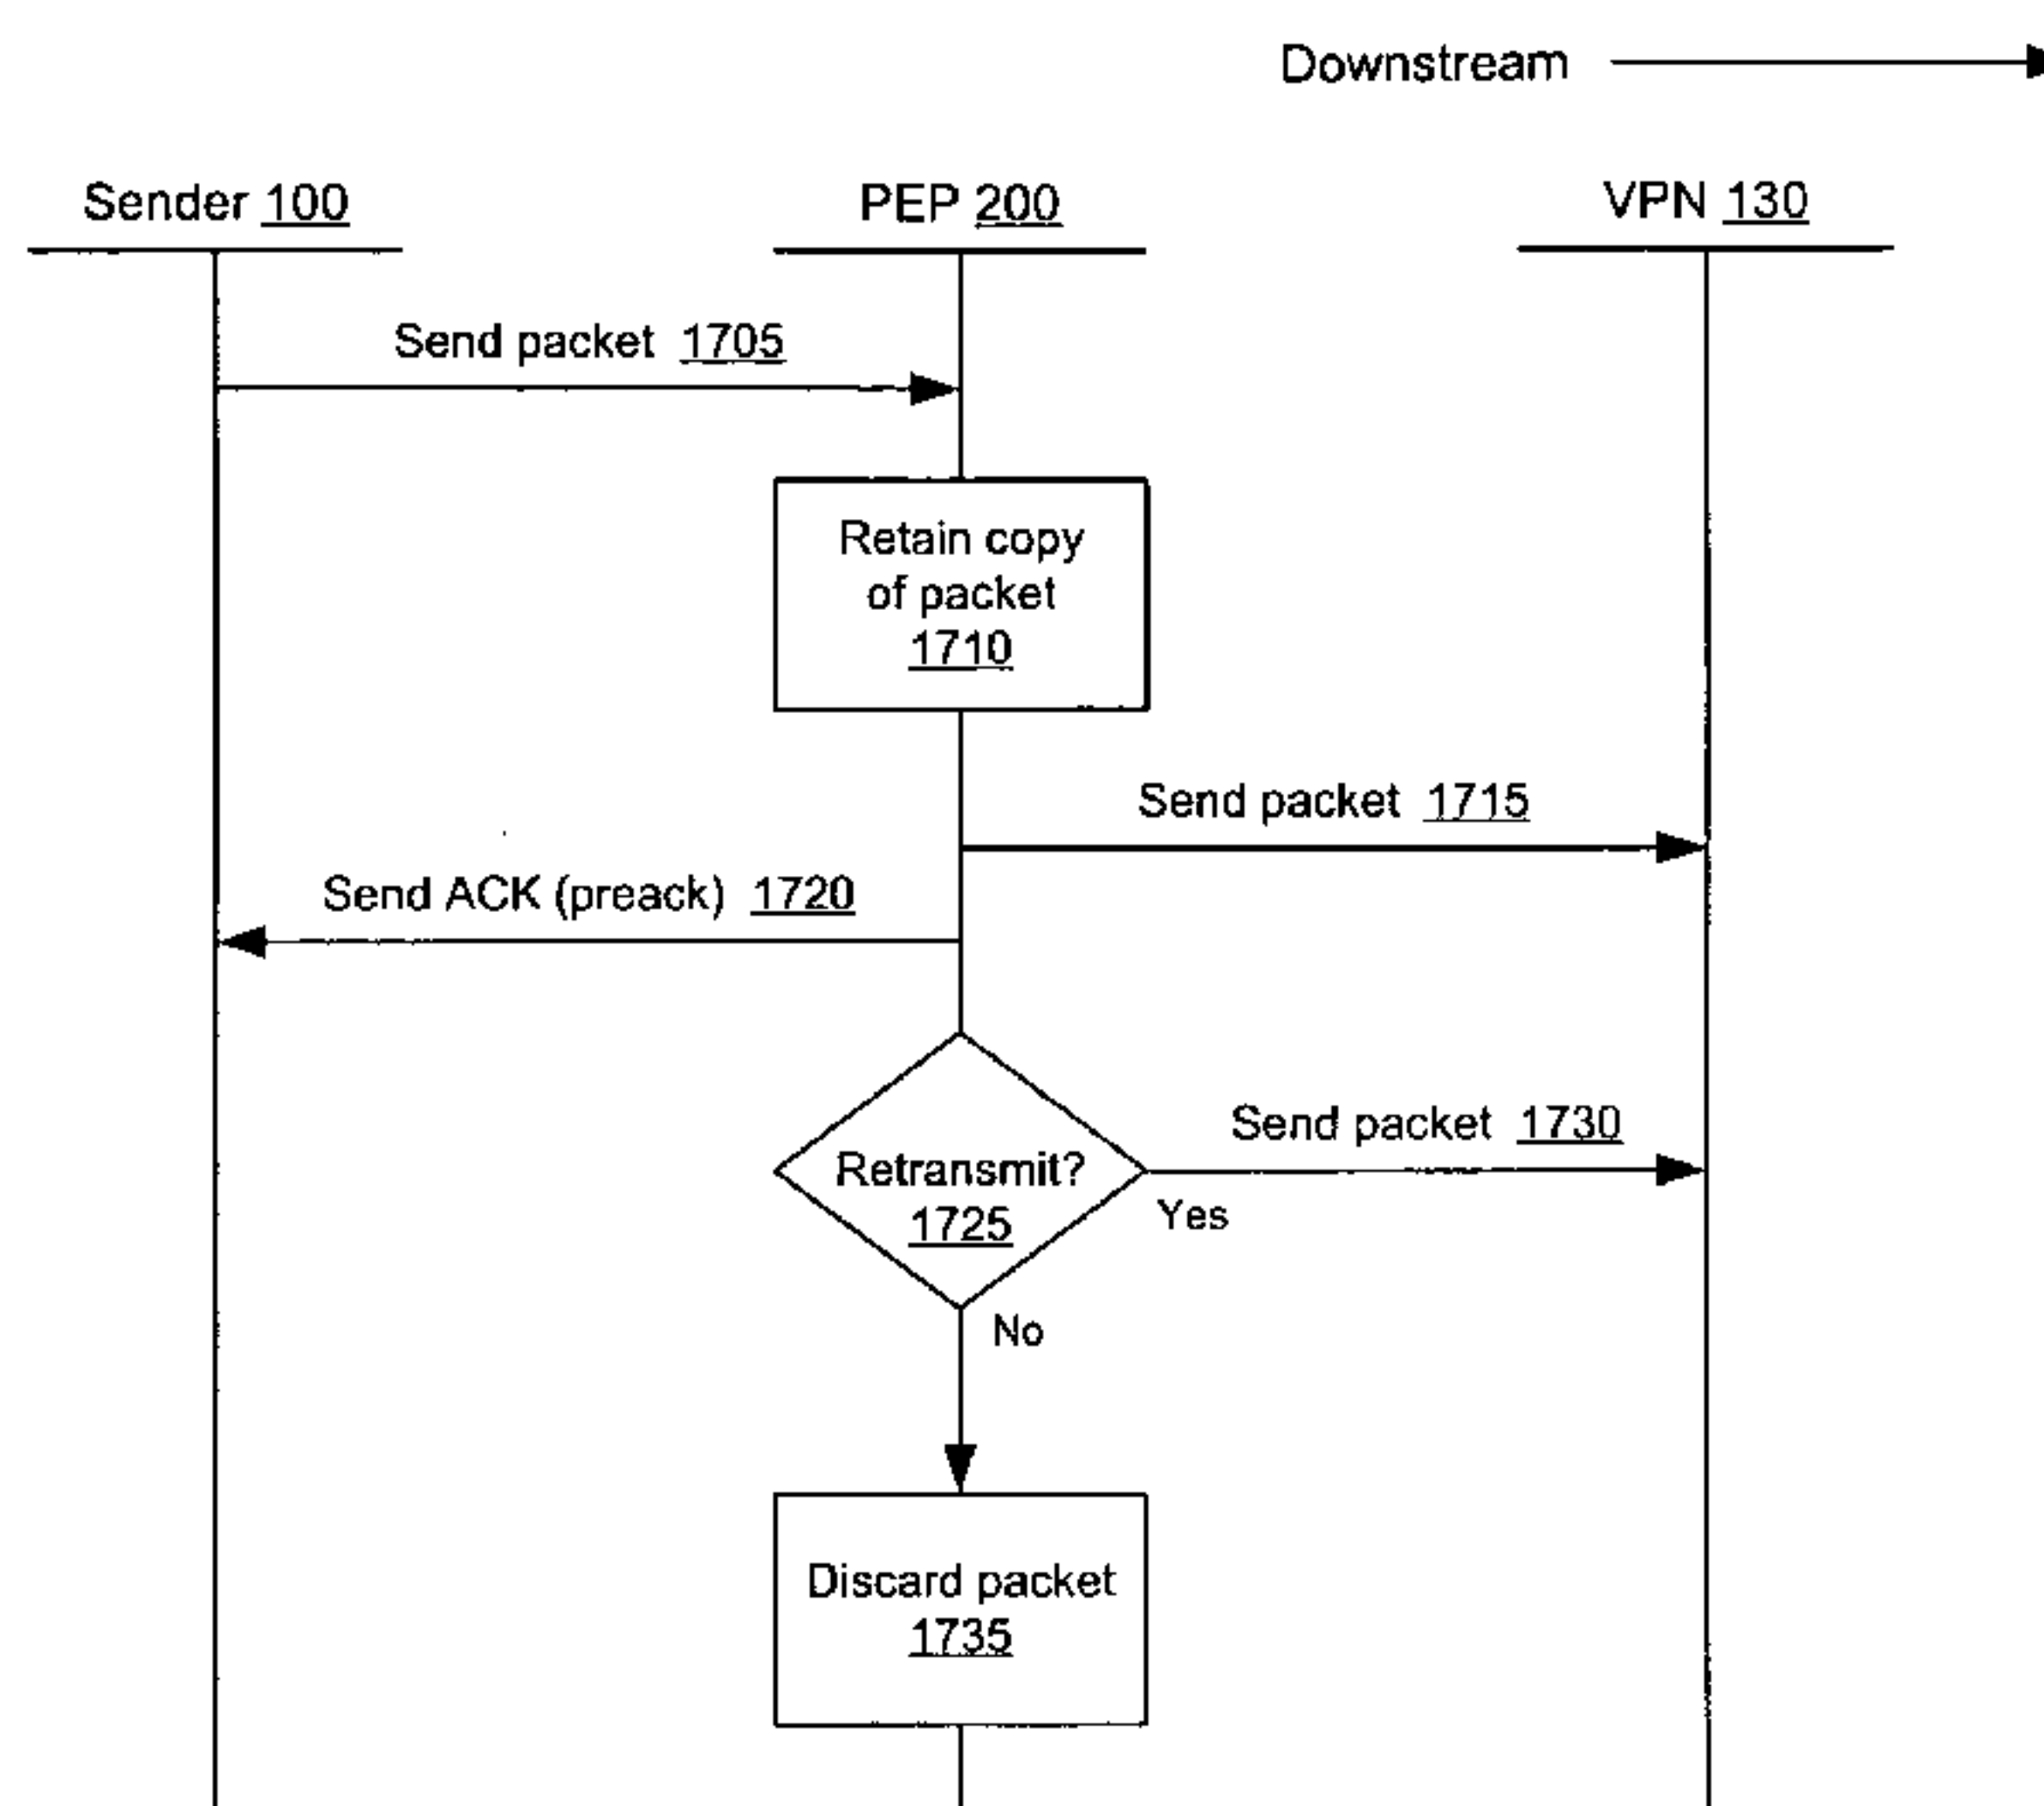 Downstream
Sender 100
PEP 200
VPN 130
Send packet 1705
Retain copy
of packet
1710
Send packet 1715
Send ACK (preack) 1720
Send packet 1730
Retransmit?
1725
Yes
No
Discard packet
1735